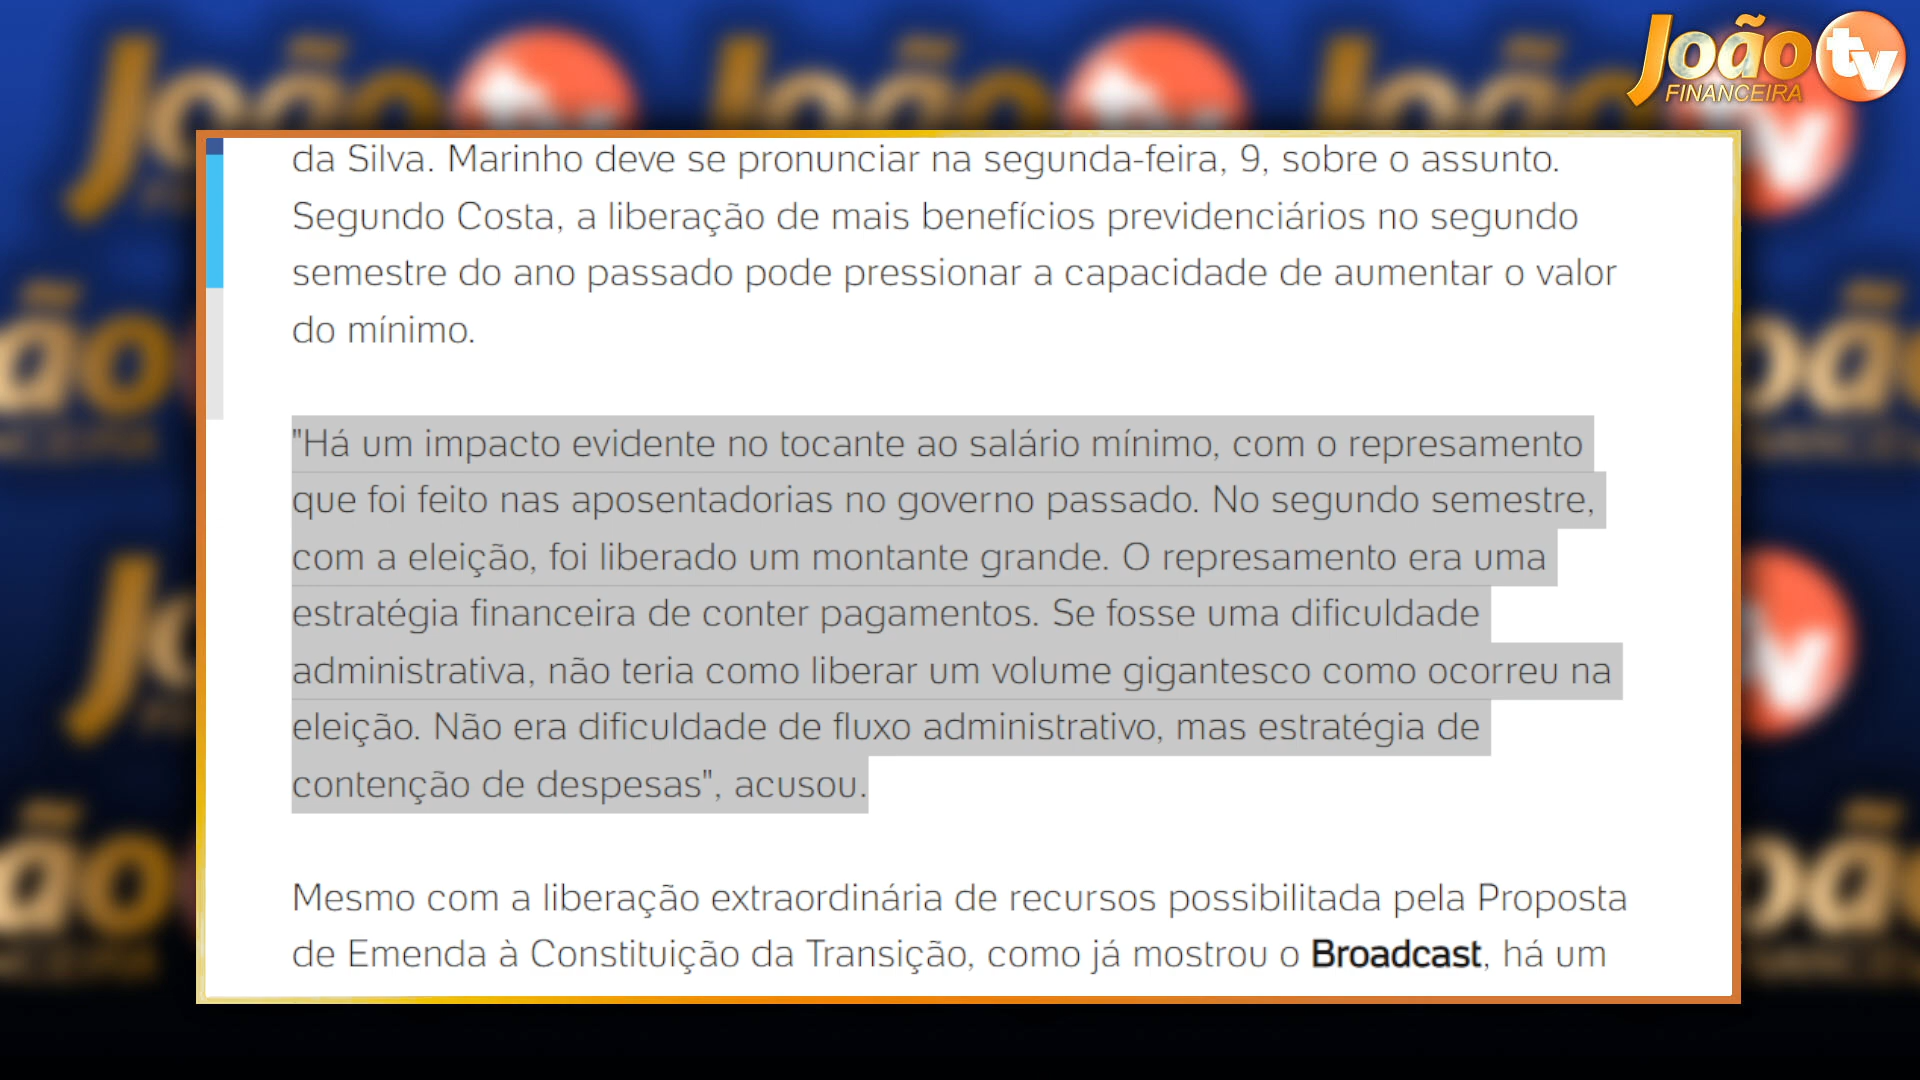 João tv
FINANCEIRA
da Silva. Marinho deve se pronunciar na segunda-feira, 9, sobre o assunto.
Segundo Costa, a liberação de mais benefícios previdenciários no segundo
semestre do ano passado pode pressionar a capacidade de aumentar o valor
do mínimo.
"Há um impacto evidente no tocante ao salário mínimo, com o represamento
que foi feito nas aposentadorias no governo passado. No segundo semestre,
com a eleição, foi liberado um montante grande. O represamento era uma
estratégia financeira de conter pagamentos. Se fosse uma dificuldade
administrativa, não teria como liberar um volume gigantesco como ocorreu na
eleição. Não era dificuldade de fluxo administrativo, mas estratégia de
contenção de despesas", acusou.
Mesmo com a liberação extraordinária de recursos possibilitada pela Proposta
de Emenda à Constituição da Transição, como já mostrou o Broadcast, há um